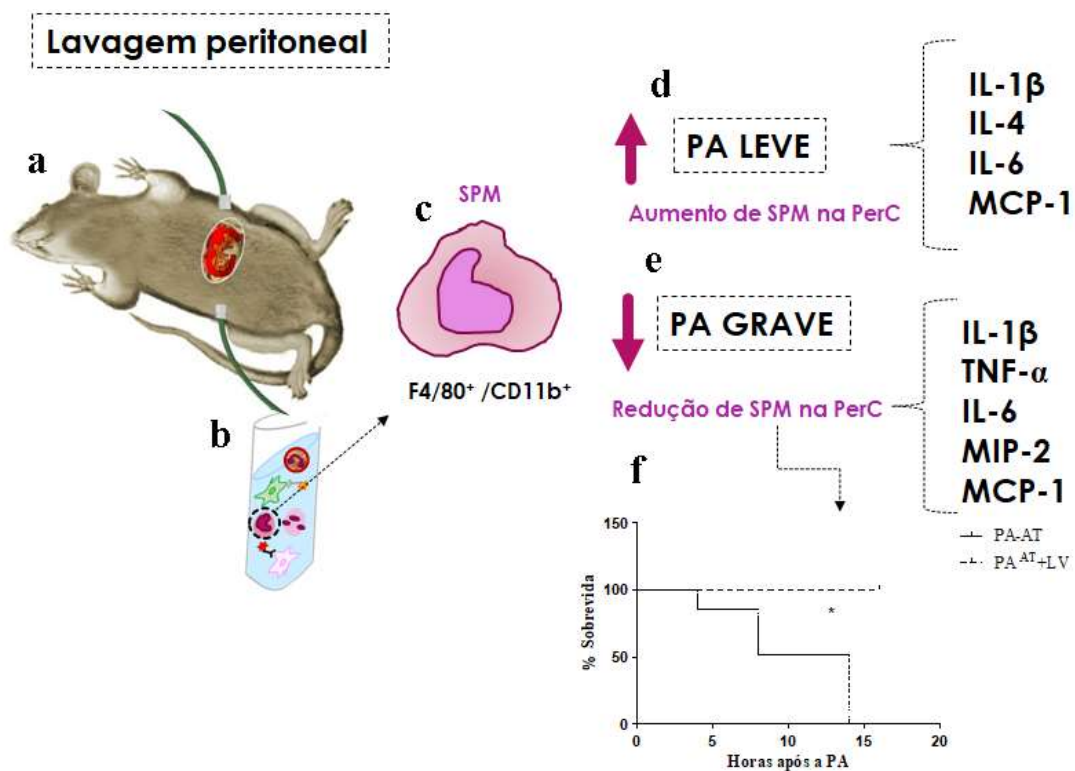 Lavagem peritoneal
a
b
c
SPM
F4/80⁺ /CD11b⁺
d
PA LEVE
Aumento de SPM na PerC
IL-1β
IL-4
IL-6
MCP-1
e
PA GRAVE
Redução de SPM na PerC
IL-1β
TNF-α
IL-6
MIP-2
MCP-1
f
PA-AT
PA ᴬᵀ+LV
150
100
50
0
*
% Sobrevida
0 5 10 15 20
Horas após a PA